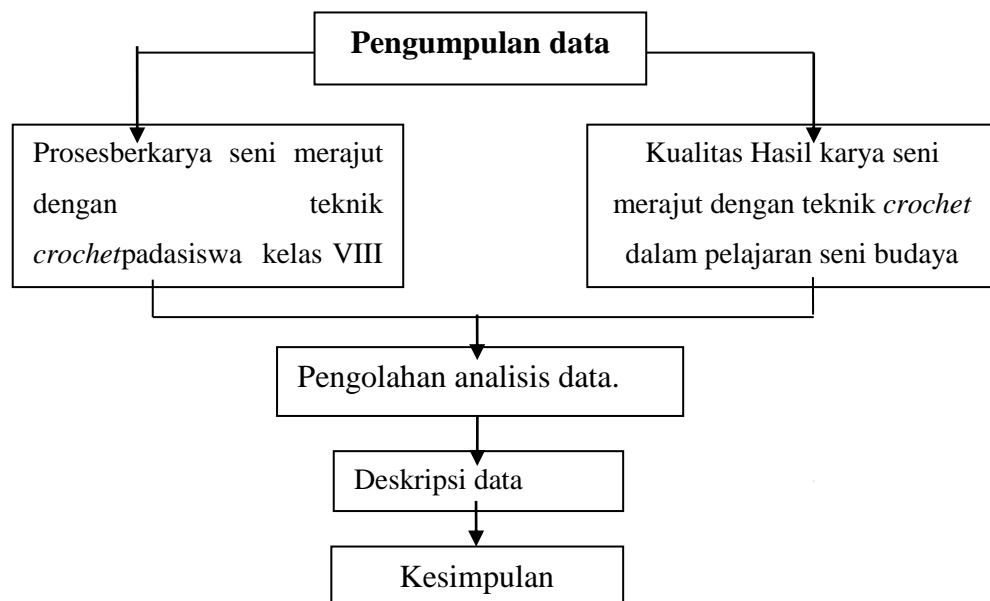 Pengumpulan data
Prosesberkarya seni merajut
dengan teknik
crochetpadasiswa kelas VIII
Kualitas Hasil karya seni
merajut dengan teknik crochet
dalam pelajaran seni budaya
Pengolahan analisis data.
Deskripsi data
Kesimpulan